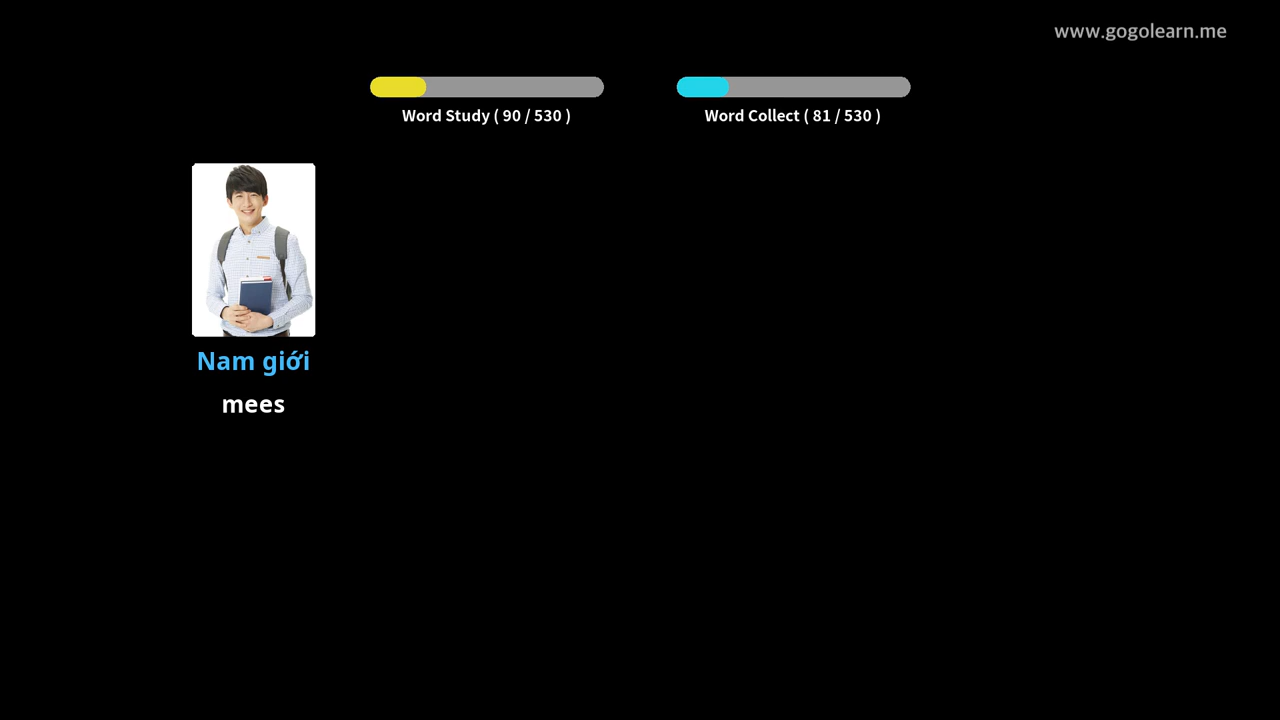 www.gogolearn.me
Word Study ( 90 / 530 )
Word Collect ( 81 / 530 )
Nam giới
mees